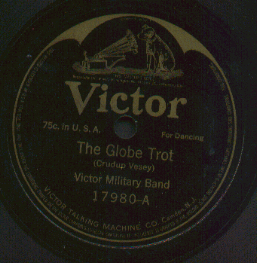 Victor
75c. in U. S. A.
For Dancing
The Globe Trot
(Crudup Vesey)
Victor Military Band
17980-A
VICTOR TALKING MACHINE CO. Camden, N.J.